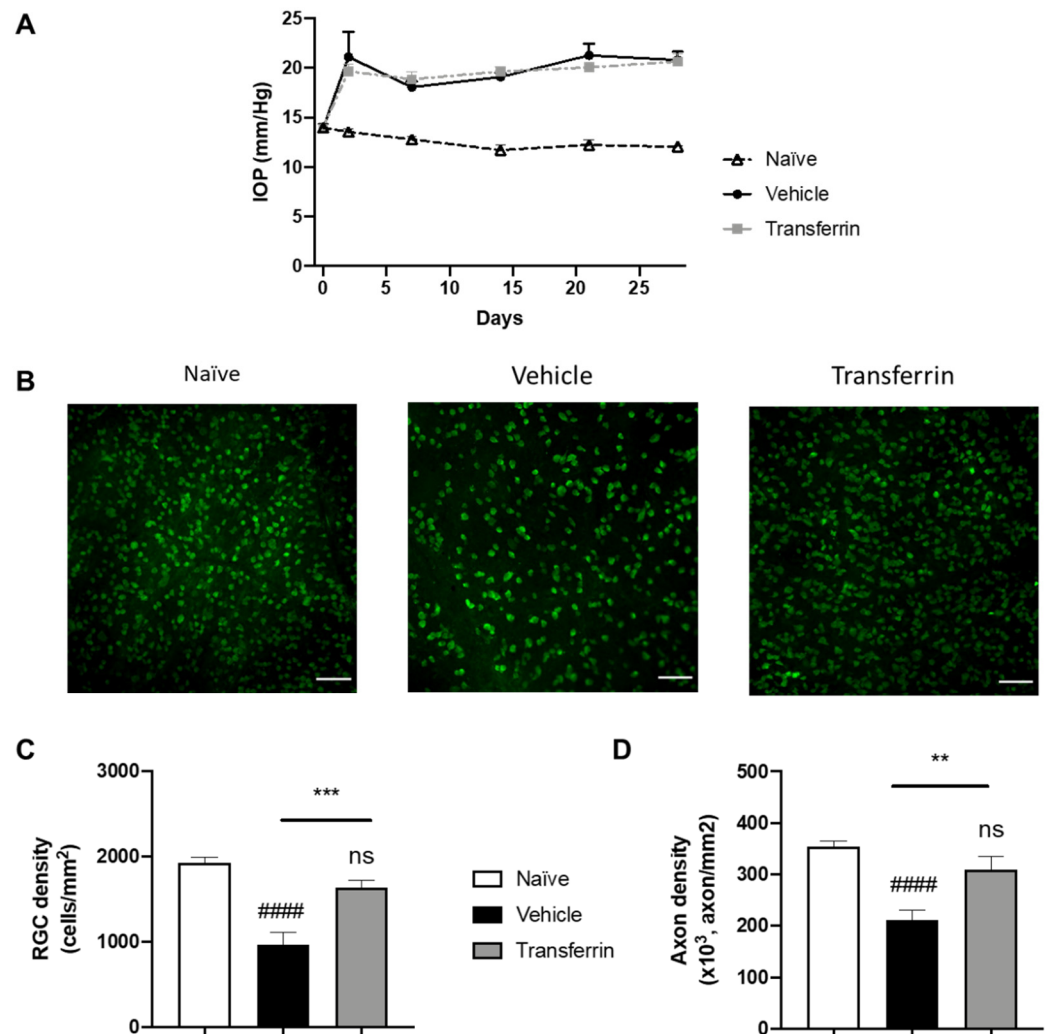 A
25
20
15
10
5
0
IOP (mm/Hg)
0 5 10 15 20 25
Days
Naïve
Vehicle
Transferrin
B
Naïve Vehicle Transferrin
C
3000
2000
1000
0
RGC density
(cells/mm²)
***
ns
####
Naïve
Vehicle
Transferrin
D
500
400
300
200
100
0
Axon density
(x10³, axon/mm2)
**
ns
####